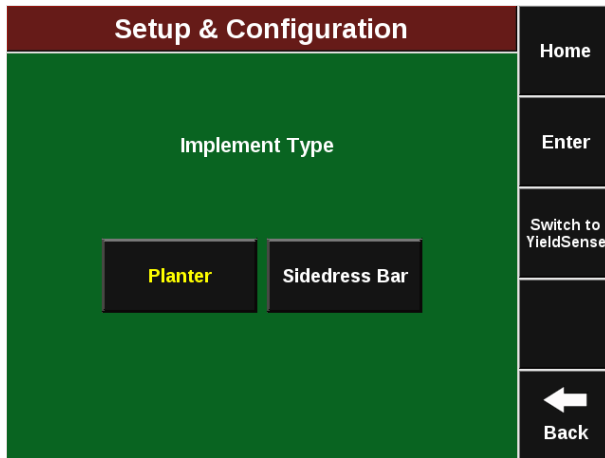 Setup & Configuration
Implement Type
Planter
Sidedress Bar
Home
Enter
Switch to
YieldSense
Back